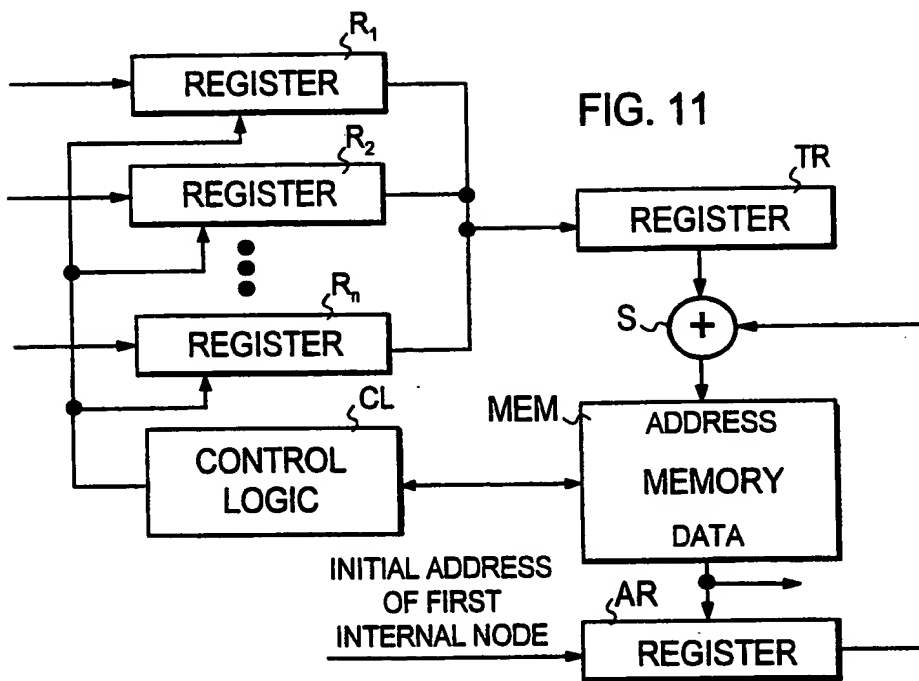 R1
REGISTER
FIG. 11
R2
REGISTER
TR
REGISTER
Rn
REGISTER
S
+
CL
CONTROL
LOGIC
MEM
ADDRESS
MEMORY
DATA
INITIAL ADDRESS
OF FIRST
INTERNAL NODE
AR
REGISTER